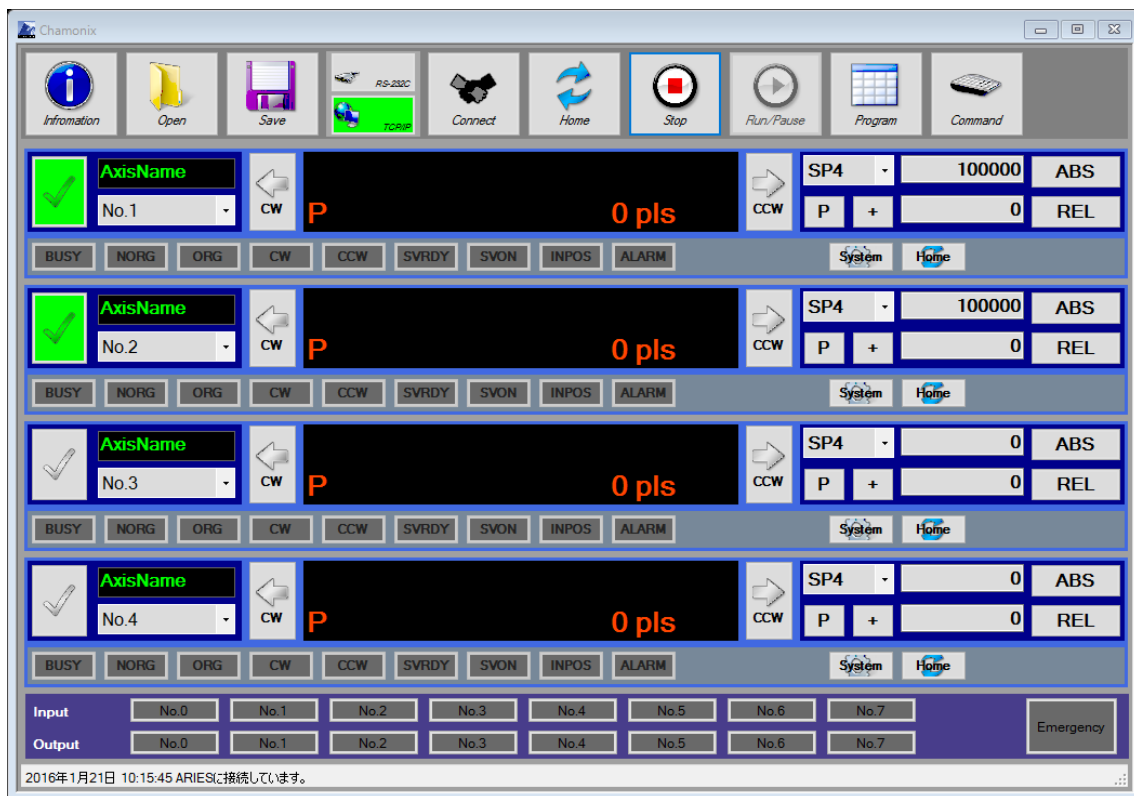 Chamonix
Infromation Open Save RS-232C TCP/IP Connect Home Stop Run/Pause Program Command
AxisName CW P 0 pls CCW SP4 100000 ABS
No.1 P + 0 REL
BUSY NORG ORG CW CCW SVRDY SVON INPOS ALARM System Home
AxisName CW P 0 pls CCW SP4 100000 ABS
No.2 P + 0 REL
BUSY NORG ORG CW CCW SVRDY SVON INPOS ALARM System Home
AxisName CW P 0 pls CCW SP4 0 ABS
No.3 P + 0 REL
BUSY NORG ORG CW CCW SVRDY SVON INPOS ALARM System Home
AxisName CW P 0 pls CCW SP4 0 ABS
No.4 P + 0 REL
BUSY NORG ORG CW CCW SVRDY SVON INPOS ALARM System Home
Input No.0 No.1 No.2 No.3 No.4 No.5 No.6 No.7
Output No.0 No.1 No.2 No.3 No.4 No.5 No.6 No.7
Emergency
2016年1月21日 10:15:45 ARIESに接続しています。